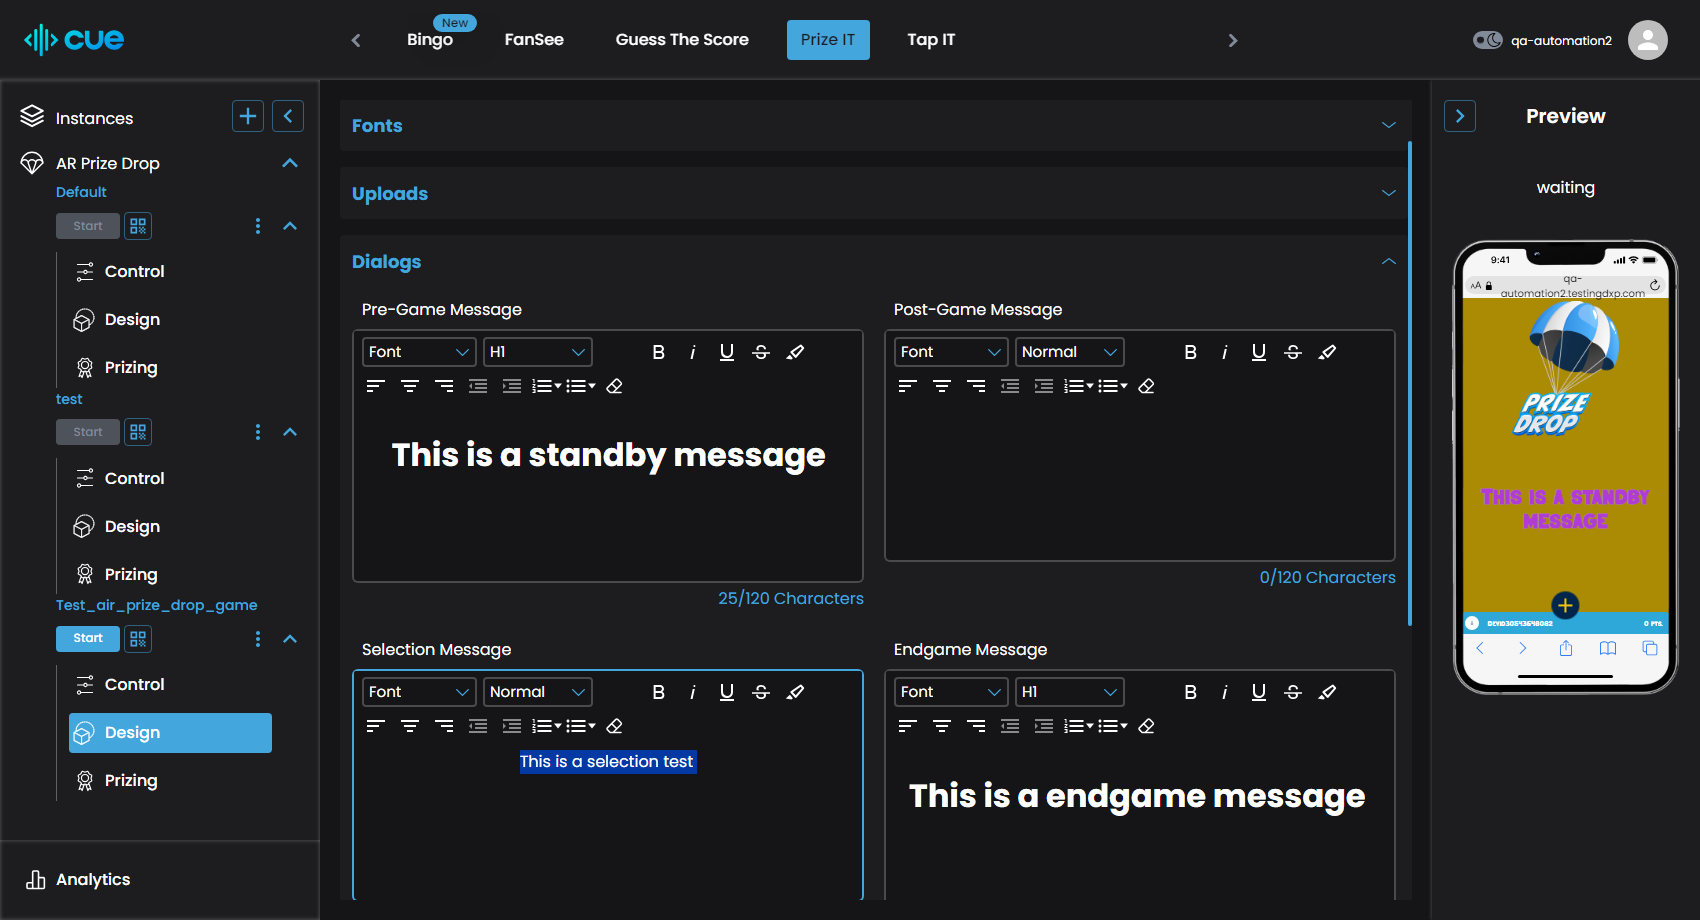 cue
New
Bingo
FanSee
Guess The Score
Prize IT
Tap IT
qa-automation2
Instances
AR Prize Drop
Default
Start
Control
Design
Prizing
test
Start
Control
Design
Prizing
Test_air_prize_drop_game
Start
Control
Design
Prizing
Analytics
Fonts
Uploads
Dialogs
Pre-Game Message
Font
H1
B
i
U
S
This is a standby message
25/120 Characters
Post-Game Message
Font
Normal
B
i
U
S
0/120 Characters
Selection Message
Font
Normal
B
i
U
S
This is a selection test
Endgame Message
Font
H1
B
i
U
S
This is a endgame message
Preview
waiting
9:41
AA
qa-
automation2.testingdxp.com
PRIZE
DROP
This is a standby
message
0 PTS.